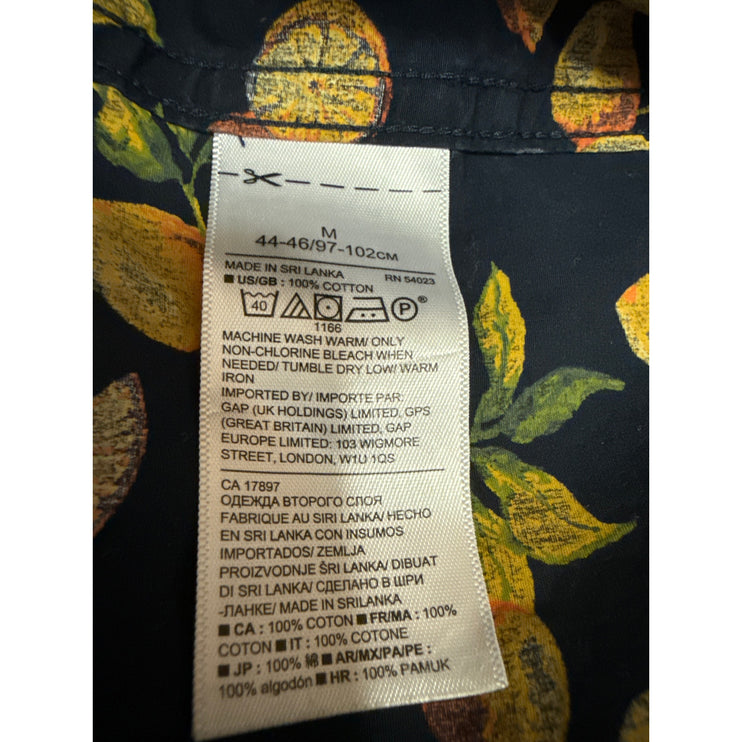 M
44-46/97-102CM
MADE IN SRI LANKA RN 54023
■ US/GB : 100% COTTON
40 P ®
1166
MACHINE WASH WARM/ ONLY
NON-CHLORINE BLEACH WHEN
NEEDED/ TUMBLE DRY LOW/ WARM
IRON
IMPORTED BY/ IMPORTE PAR:
GAP (UK HOLDINGS) LIMITED, GPS
(GREAT BRITAIN) LIMITED, GAP
EUROPE LIMITED: 103 WIGMORE
STREET, LONDON, W1U 1QS
CA 17897
ОДЕЖДА ВТОРОГО СЛОЯ
FABRIQUE AU SIRI LANKA/ HECHO
EN SRI LANKA CON INSUMOS
IMPORTADOS/ ZEMLJA
PROIZVODNJE ŠRI LANKA/ DIBUAT
DI SRI LANKA/ СДЕЛАНО В ШРИ
-ЛАНКЕ/ MADE IN SRILANKA
■ CA : 100% COTON ■ FR/MA : 100%
COTON ■ IT : 100% COTONE
■ JP : 100% 綿 ■ AR/MX/PA/PE :
100% algodón ■ HR : 100% PAMUK